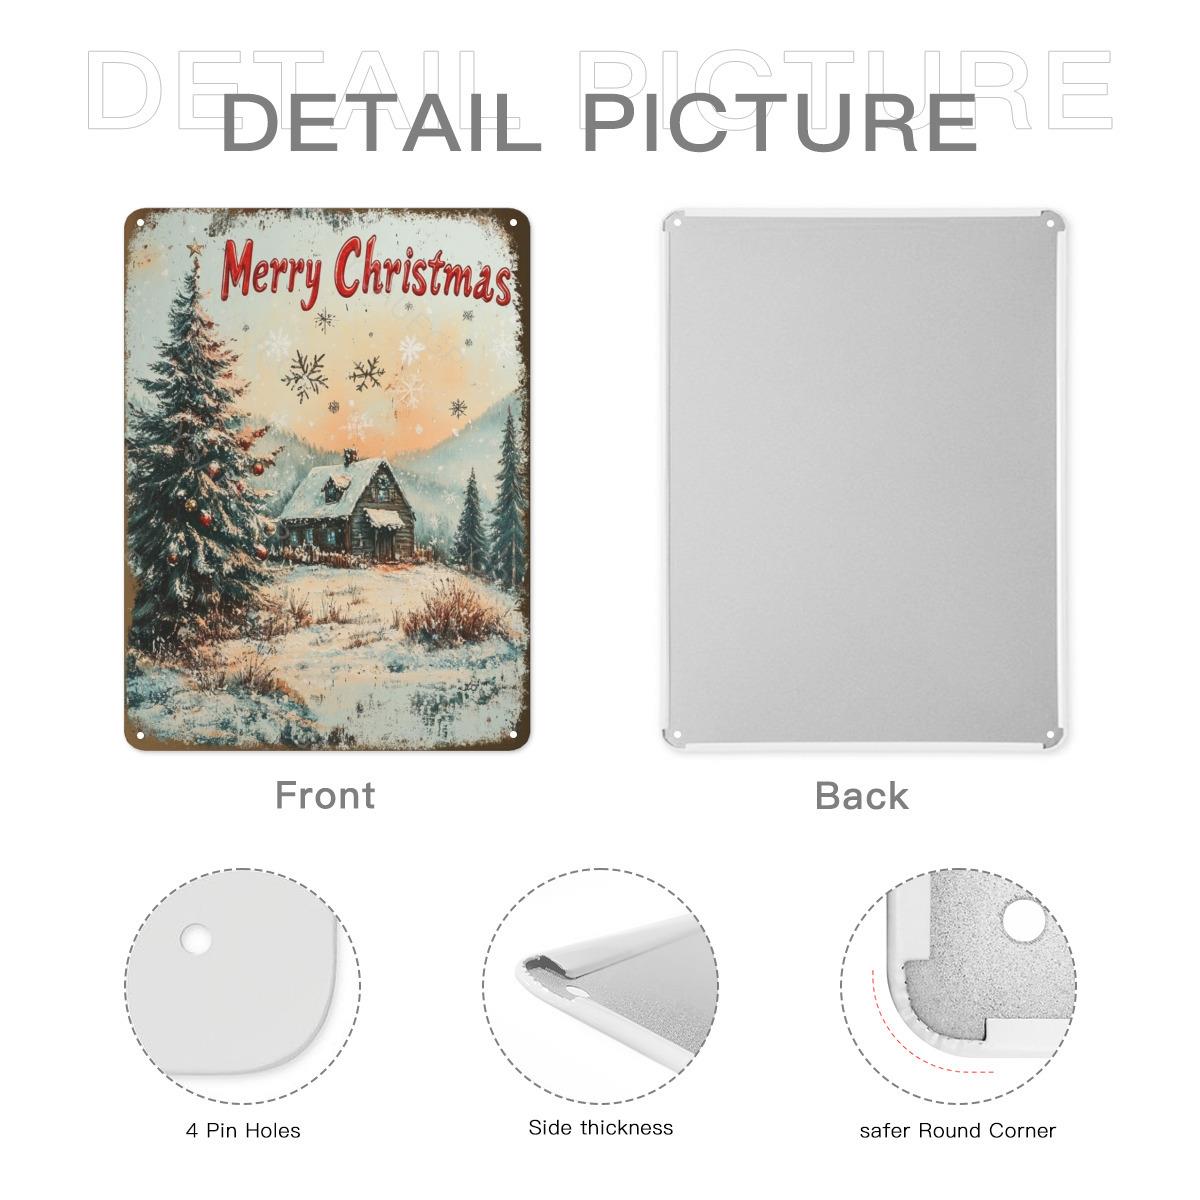 DETAIL PICTURE
DETAIL PICTURE
Merry Christmas
Front
Back
4 Pin Holes
Side thickness
safer Round Corner